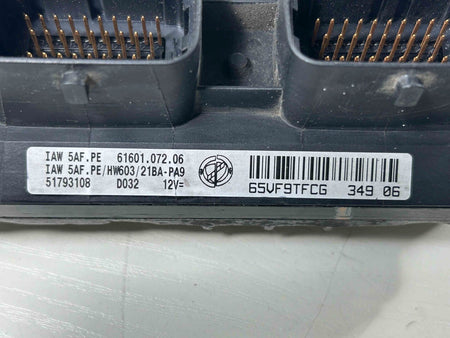 IAW 5AF.PE 61601.072.06
IAW 5AF.PE/HW603/21BA-PA9
51793108 D032 12V=
65VF9TFCG 349 06